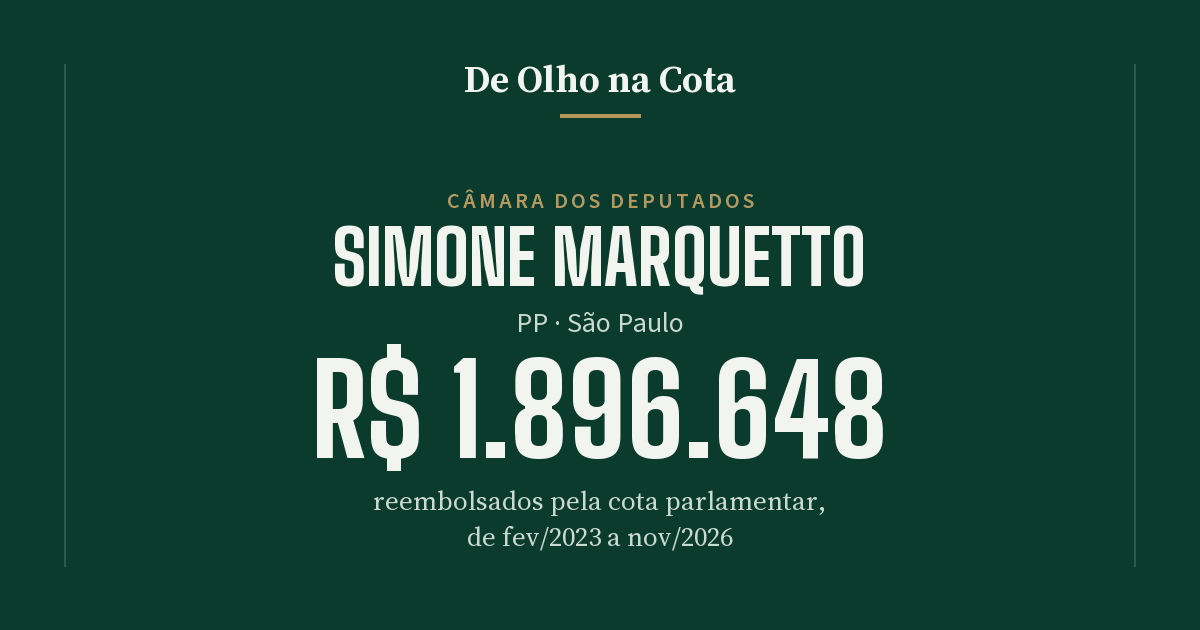 De Olho na Cota
CÂMARA DOS DEPUTADOS
SIMONE MARQUETTO
PP · São Paulo
R$ 1.896.648
reembolsados pela cota parlamentar,
de fev/2023 a nov/2026